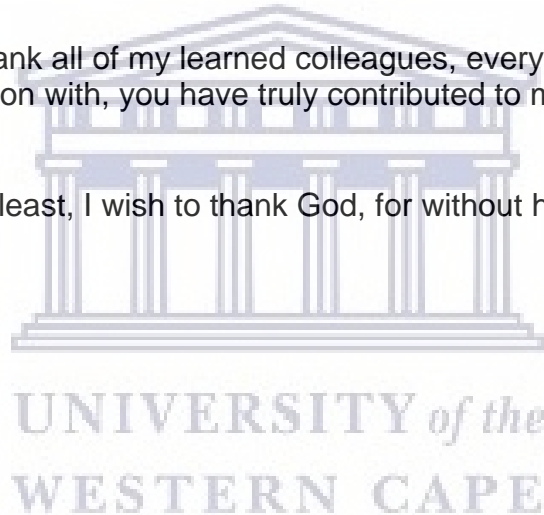 ank all of my learned colleagues, every
on with, you have truly contributed to m
least, I wish to thank God, for without h
UNIVERSITY of the
WESTERN CAPE